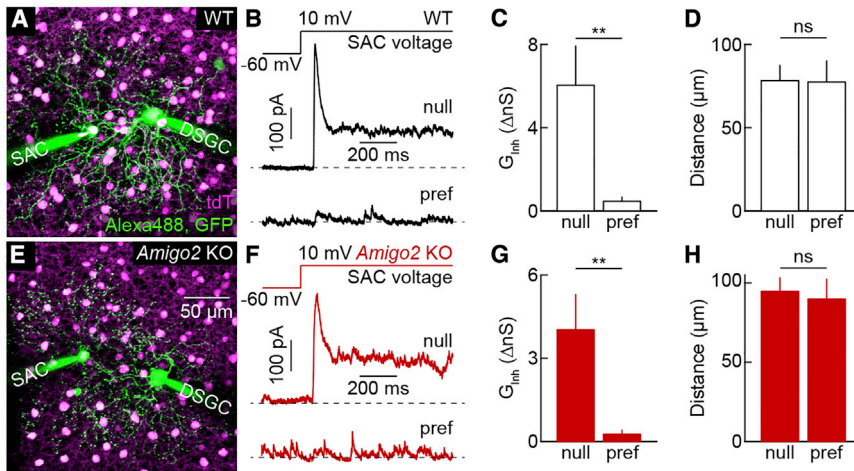 A
WT
SAC
DSGC
tdT
Alexa488, GFP
B
10 mV
WT
SAC voltage
-60 mV
null
100 pA
200 ms
pref
C
**
8
6
4
2
0
G_Inh (ΔnS)
null pref
D
ns
100
50
0
Distance (µm)
null pref
E
Amigo2 KO
50 µm
SAC
DSGC
F
10 mV
Amigo2 KO
SAC voltage
-60 mV
null
100 pA
200 ms
pref
G
**
6
3
0
G_Inh (ΔnS)
null pref
H
ns
100
50
0
Distance (µm)
null pref